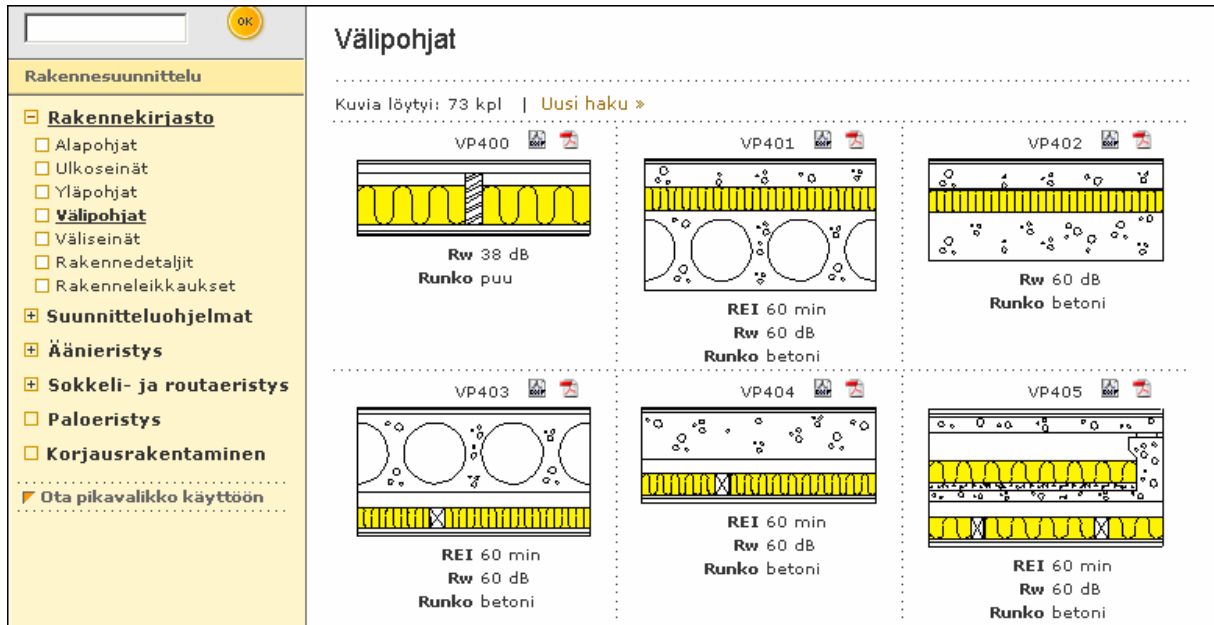 OK
Rakennesuunnittelu
Rakennekirjasto
Alapohjat
Ulkoseinät
Yläpohjat
Välipohjat
Väliseinät
Rakennedetaljit
Rakenneleikkaukset
Suunnitteluohjelmat
Äänieristys
Sokkeli- ja routaeristys
Paloeristys
Korjausrakentaminen
Ota pikavalikko käyttöön
Välipohjat
Kuvia löytyi: 73 kpl | Uusi haku »
VP400
Rw 38 dB
Runko puu
VP401
REI 60 min
Rw 60 dB
Runko betoni
VP402
Rw 60 dB
Runko betoni
VP403
REI 60 min
Rw 60 dB
Runko betoni
VP404
REI 60 min
Rw 60 dB
Runko betoni
VP405
REI 60 min
Rw 60 dB
Runko betoni